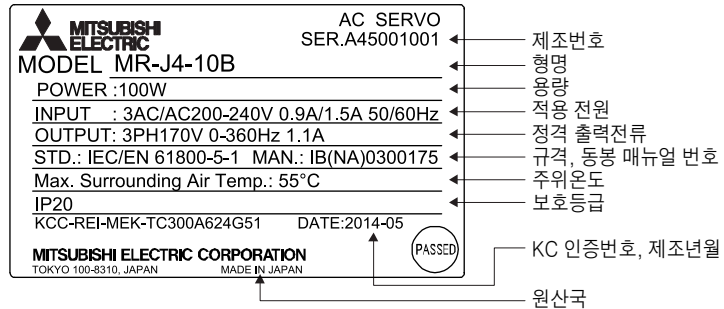 MITSUBISHI ELECTRIC
AC SERVO
SER.A45001001
제조번호
MODEL MR-J4-10B
형명
POWER :100W
용량
INPUT : 3AC/AC200-240V 0.9A/1.5A 50/60Hz
적용 전원
OUTPUT: 3PH170V 0-360Hz 1.1A
정격 출력전류
STD.: IEC/EN 61800-5-1 MAN.: IB(NA)0300175
규격, 동봉 매뉴얼 번호
Max. Surrounding Air Temp.: 55°C
주위온도
IP20
보호등급
KCC-REI-MEK-TC300A624G51 DATE:2014-05
KC 인증번호, 제조년월
PASSED
MITSUBISHI ELECTRIC CORPORATION
TOKYO 100-8310, JAPAN MADE IN JAPAN
원산국